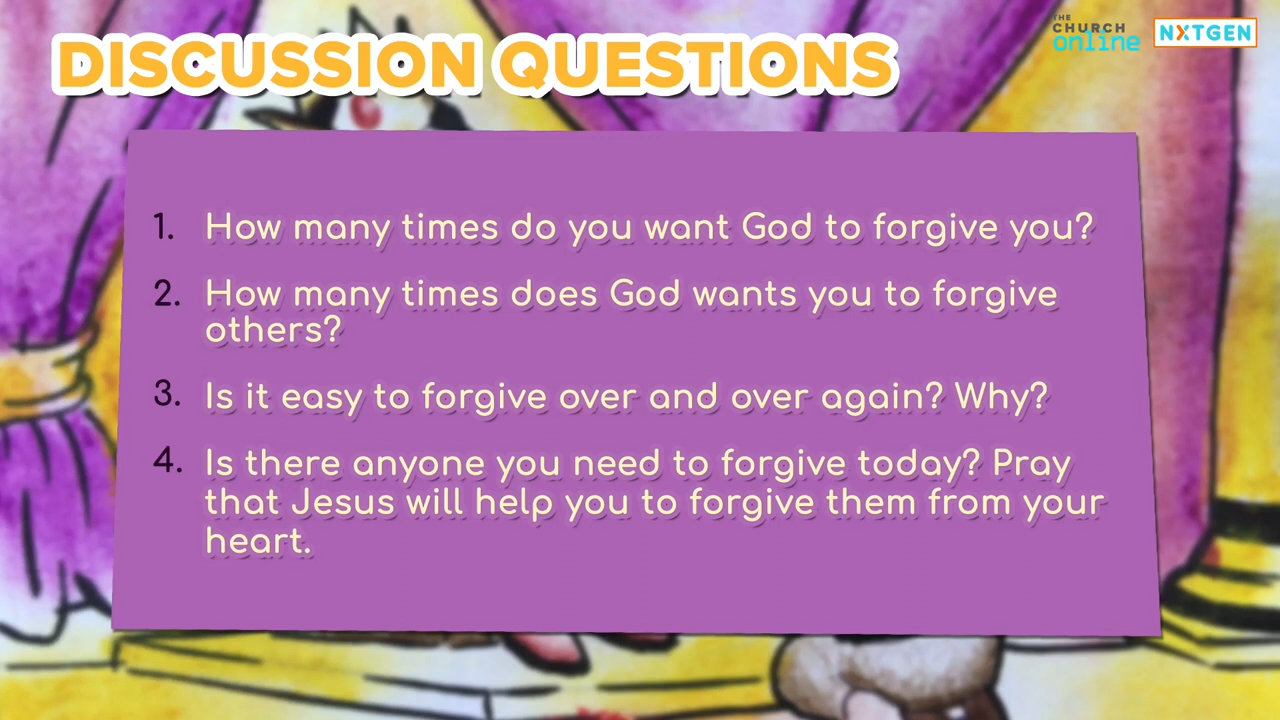 DISCUSSION QUESTIONS
THE
CHURCH
online
NXTGEN
1. How many times do you want God to forgive you?
2. How many times does God wants you to forgive
others?
3. Is it easy to forgive over and over again? Why?
4. Is there anyone you need to forgive today? Pray
that Jesus will help you to forgive them from your
heart.